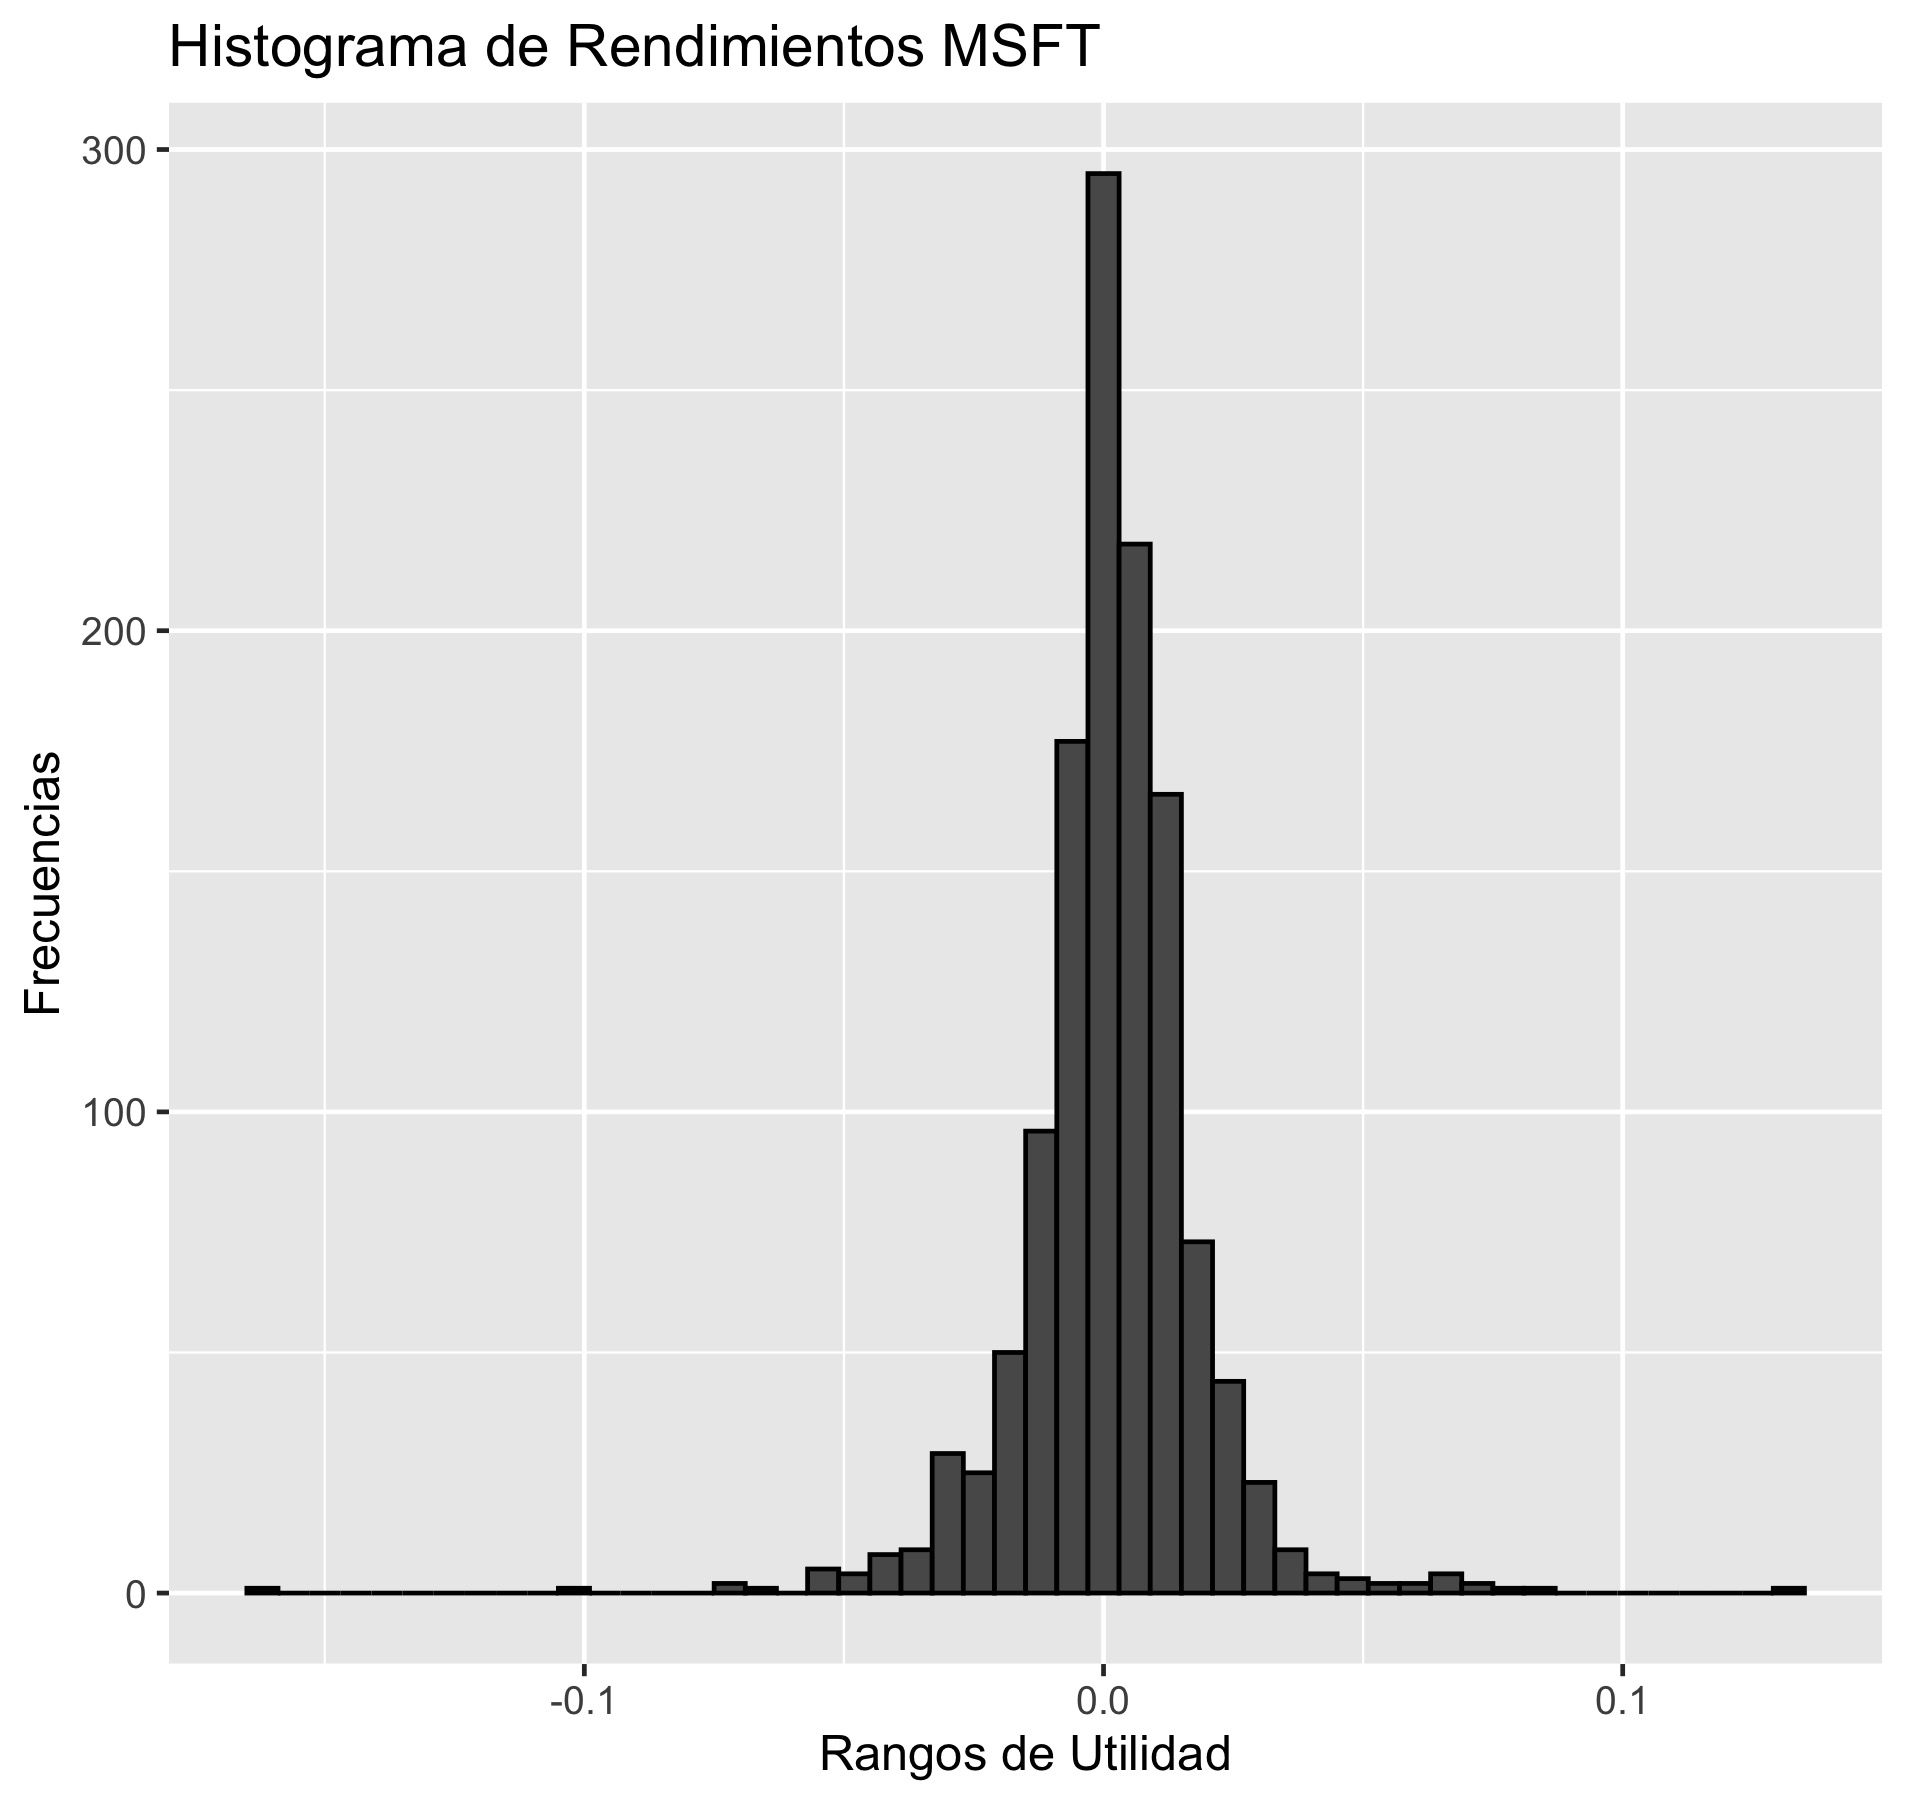 Histograma de Rendimientos MSFT
300
200
100
0
Frecuencias
-0.1
0.0
0.1
Rangos de Utilidad